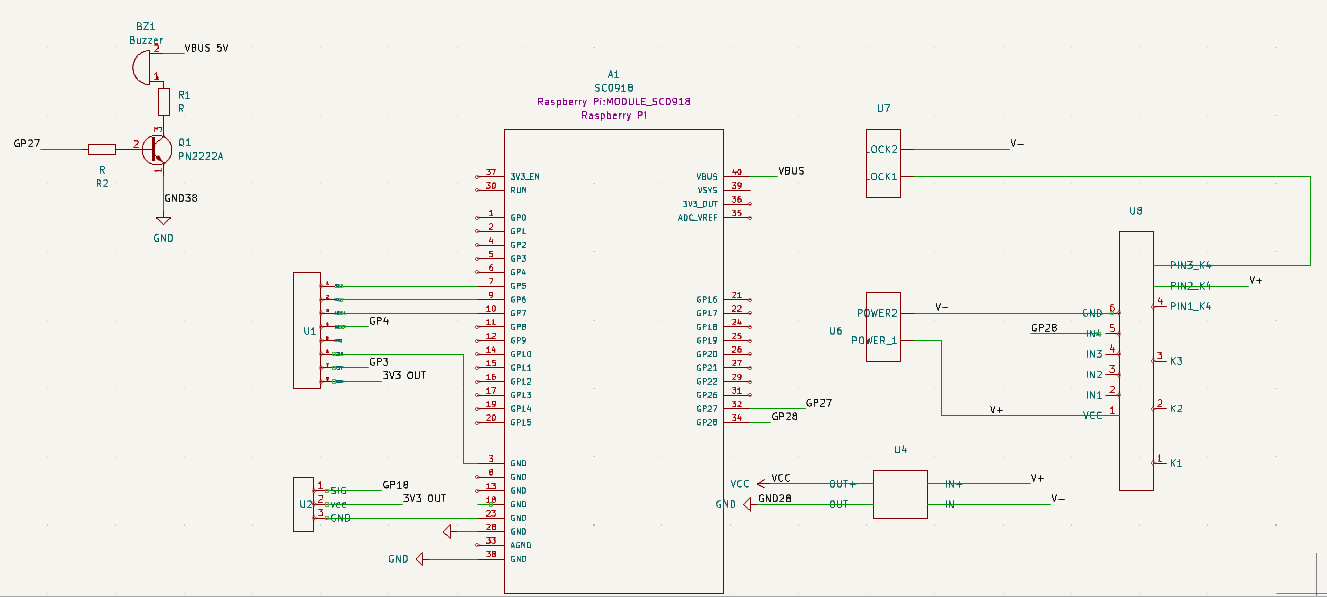 BZ1
Buzzer
2
VBUS 5V
1
R1
R
3
GP27
2
Q1
PN2222A
R
R2
1
GND38
GND
A1
SC0918
Raspberry Pi:MODULE_SC0918
Raspberry Pi
37 3V3_EN
30 RUN
1 GP0
2 GP1
4 GP2
5 GP3
6 GP4
7 GP5
9 GP6
10 GP7
11 GP8
12 GP9
14 GP10
15 GP11
16 GP12
17 GP13
19 GP14
20 GP15
3 GND
8 GND
13 GND
18 GND
23 GND
28 GND
33 AGND
38 GND
VBUS 40 VBUS
VSYS 39
3V3_OUT 36
ADC_VREF 35
GP16 21
GP17 22
GP18 24
GP19 25
GP20 26
GP21 27
GP22 29
GP26 31
GP27 32 GP27
GP28 34 GP28
U1
GP4
GP3
3V3 OUT
U2
1 SIG GP18
2 vcc 3V3 OUT
3 GND
GND
U7
LOCK2 V-
LOCK1
U6
POWER2 V-
POWER_1
V+
U8
PIN3_K4
PIN2_K4 V+
4 PIN1_K4
GND 6
GP28 IN4 5
IN3 4
IN2 3
IN1 2
VCC 1
3 K3
2 K2
1 K1
U4
VCC VCC OUT+
GND GND28 OUT
IN+ V+
IN V-